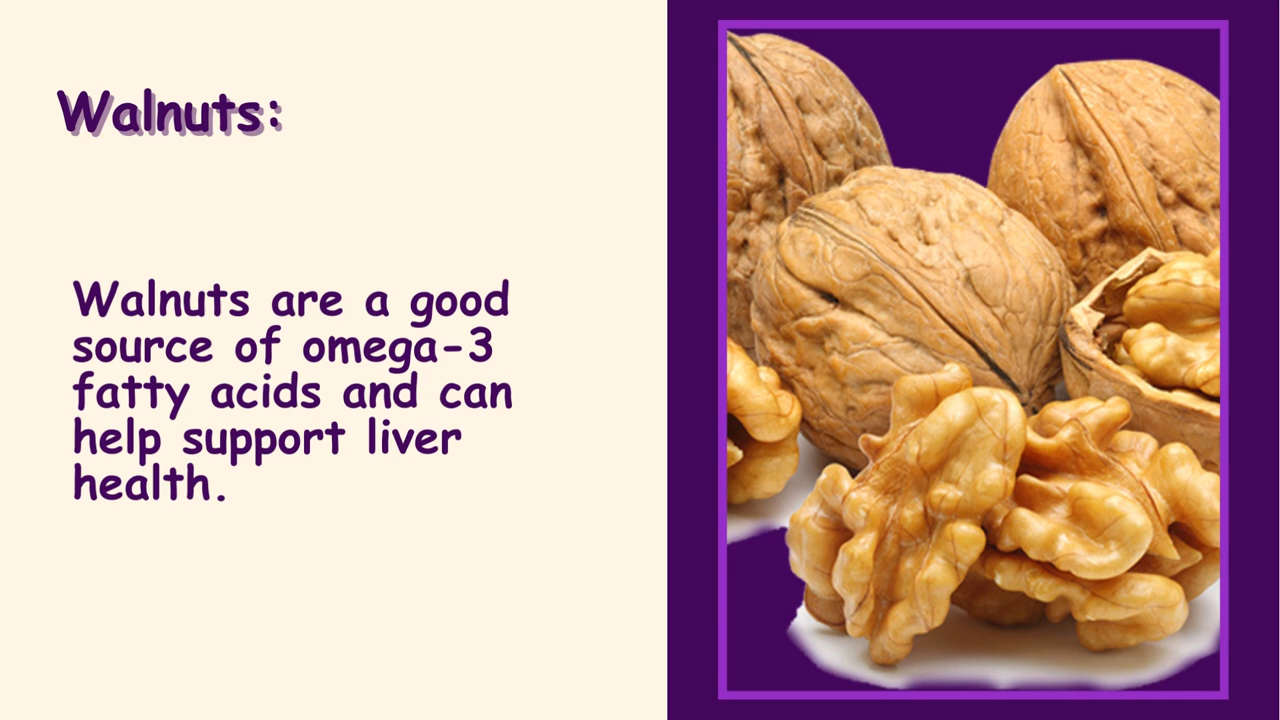 Walnuts:
Walnuts are a good
source of omega-3
fatty acids and can
help support liver
health.